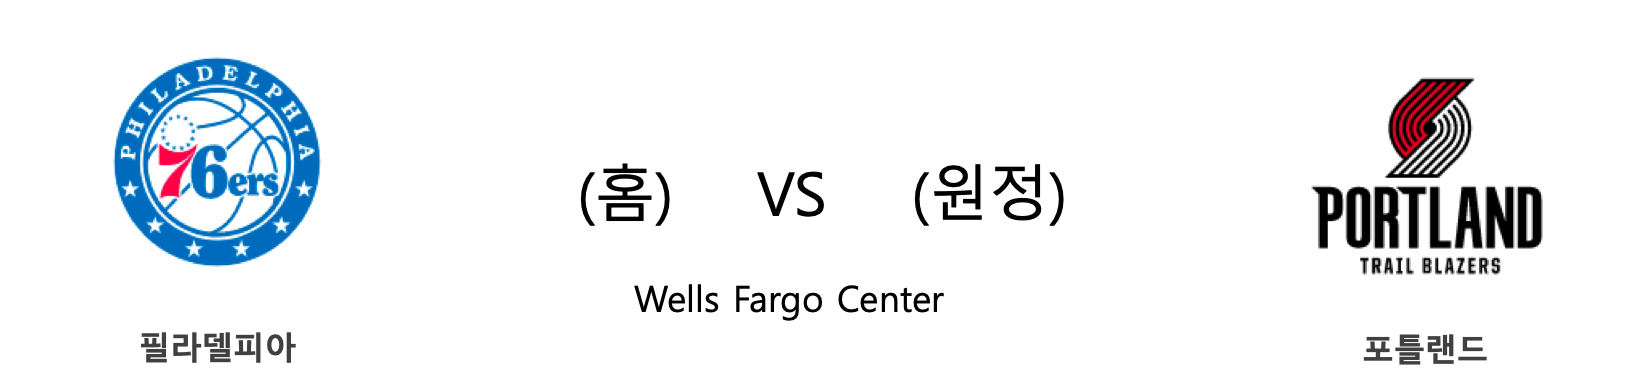 PHILADELPHIA
76ers
필라델피아
(홈) VS (원정)
Wells Fargo Center
PORTLAND
TRAIL BLAZERS
포틀랜드